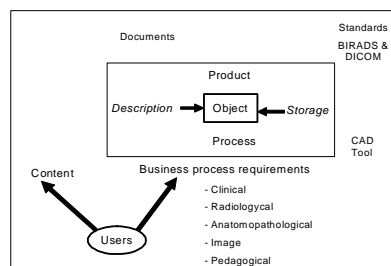 Documents
Standards
BIRADS &
DICOM
Product
Description
Object
Storage
Process
CAD
Tool
Content
Business process requirements
- Clinical
- Radiologycal
- Anatomopathological
- Image
- Pedagogical
Users